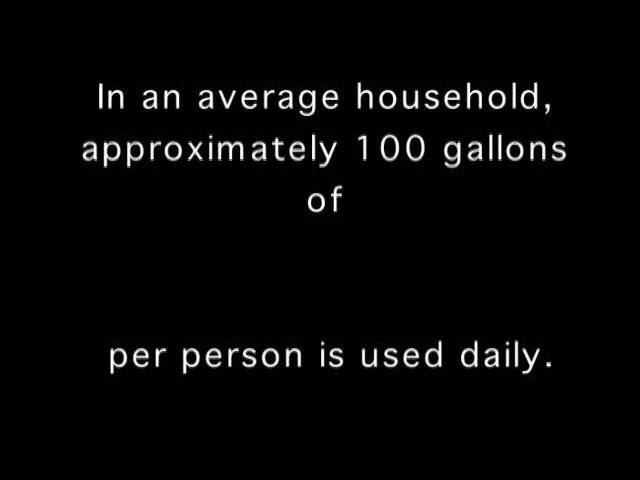 In an average household,
approximately 100 gallons
of
per person is used daily.